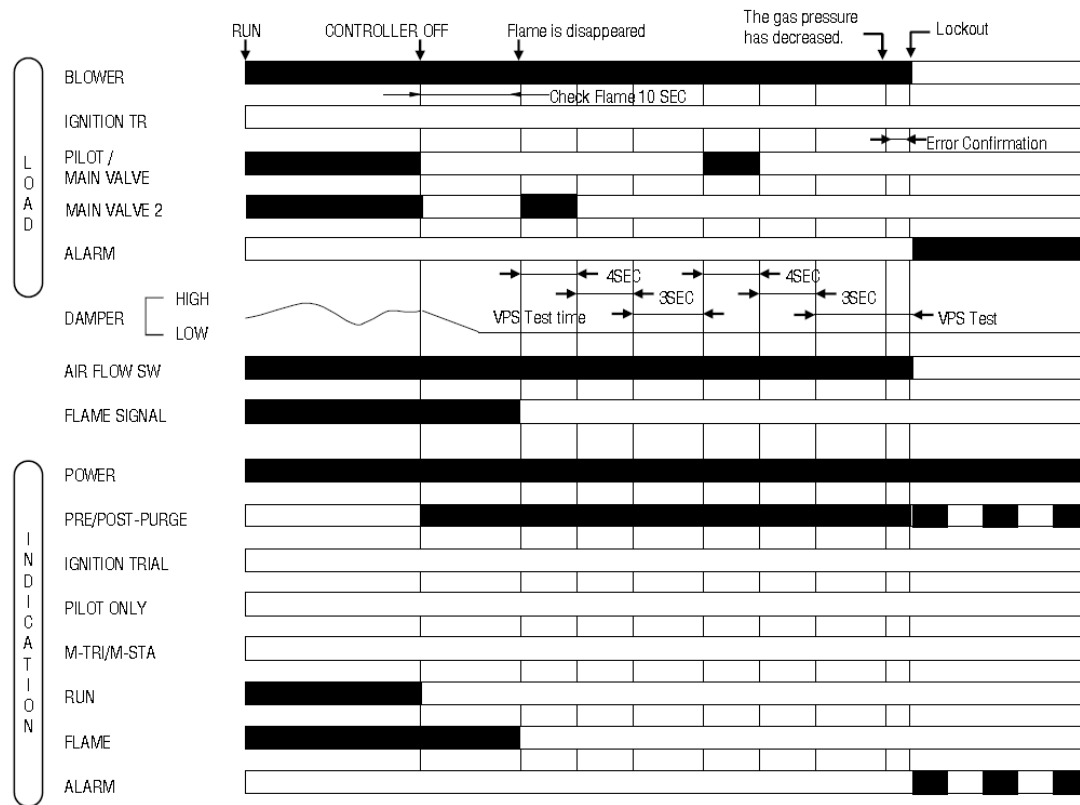 RUN
CONTROLLER OFF
Flame is disappeared
The gas pressure
has decreased.
Lockout
LOAD
BLOWER
Check Flame 10 SEC
IGNITION TR
Error Confirmation
PILOT /
MAIN VALVE
MAIN VALVE 2
ALARM
4SEC
4SEC
3SEC
3SEC
DAMPER
HIGH
LOW
VPS Test time
VPS Test
AIR FLOW SW
FLAME SIGNAL
INDICATION
POWER
PRE/POST-PURGE
IGNITION TRIAL
PILOT ONLY
M-TRI/M-STA
RUN
FLAME
ALARM